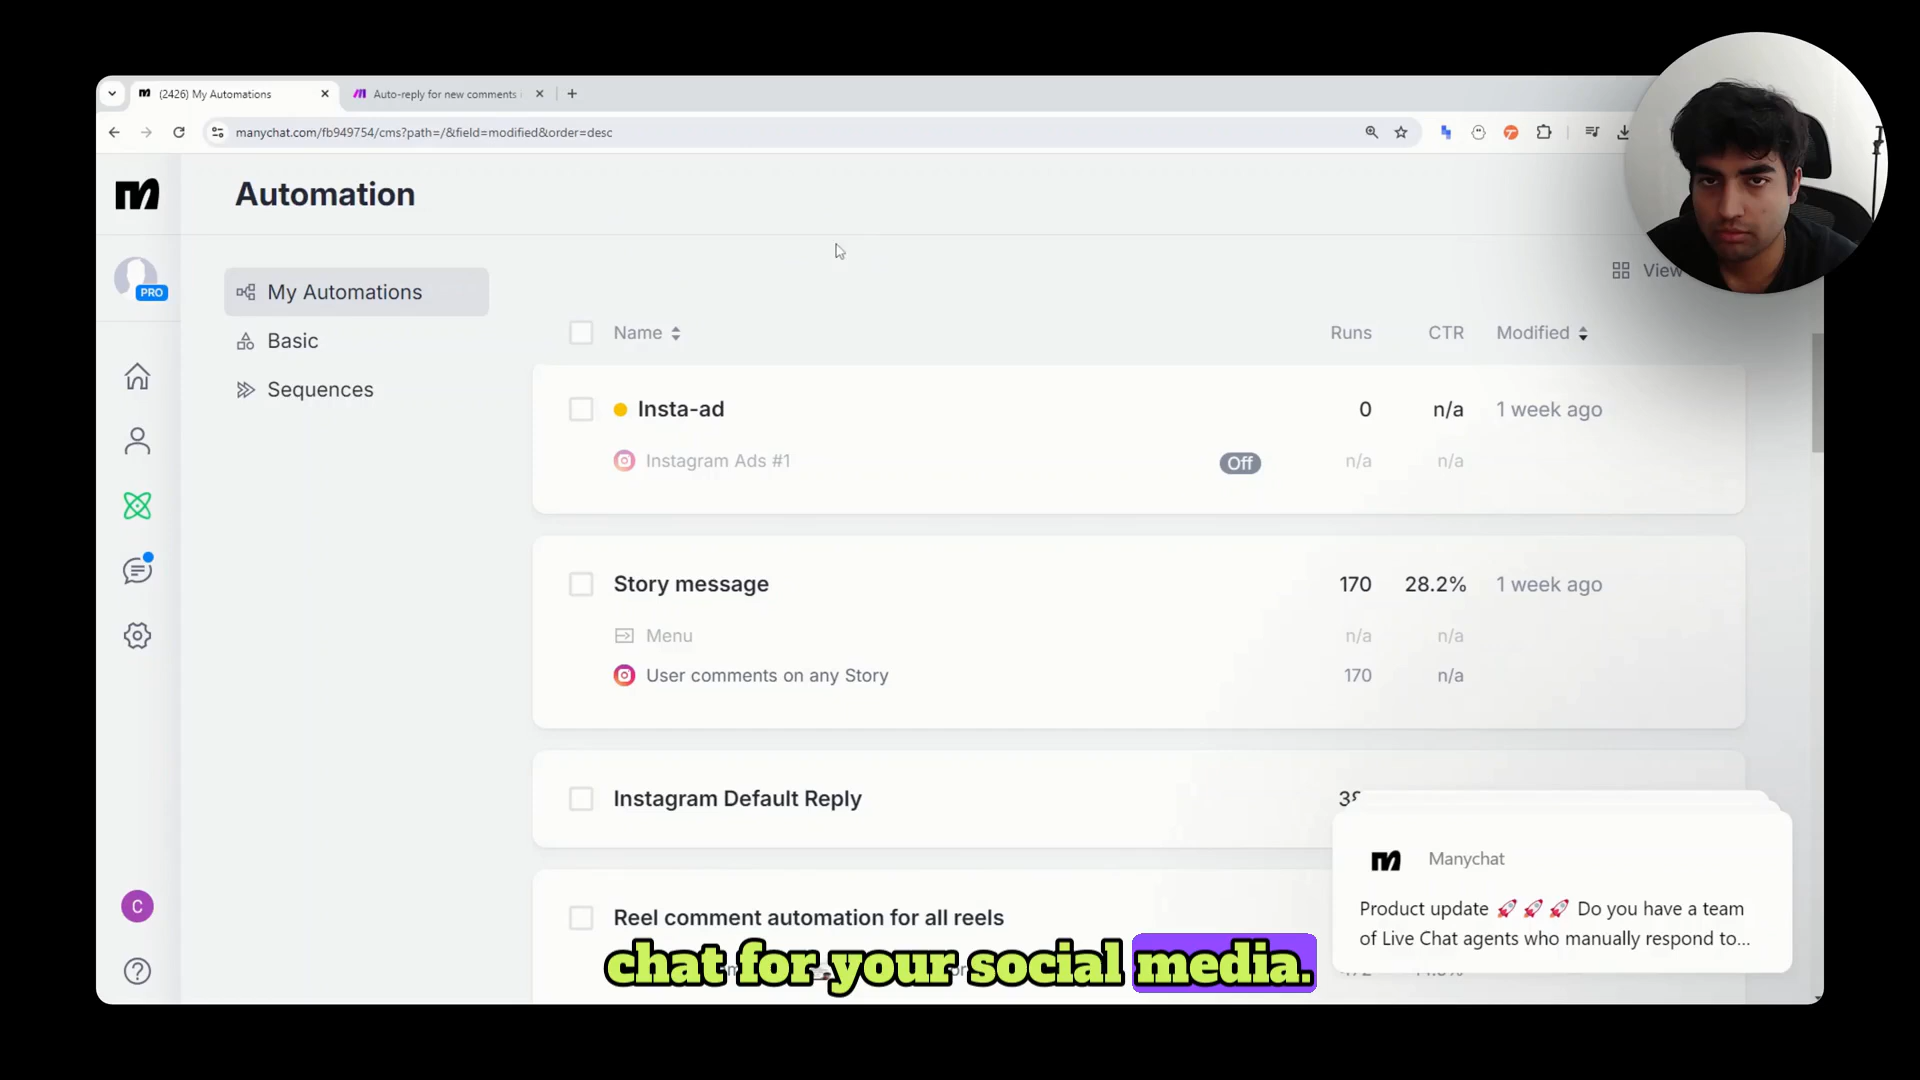 (2426) My Automations
Auto-reply for new comments
manychat.com/fb949754/cms?path=/&field=modified&order=desc
Automation
PRO
View
My Automations
Basic
Sequences
Name Runs CTR Modified
Insta-ad 0 n/a 1 week ago
Instagram Ads #1 Off n/a n/a
Story message 170 28.2% 1 week ago
Menu n/a n/a
User comments on any Story 170 n/a
Instagram Default Reply
Reel comment automation for all reels
Manychat
Product update 🚀 🚀 🚀 Do you have a team
of Live Chat agents who manually respond to...
C
chat for your social media.